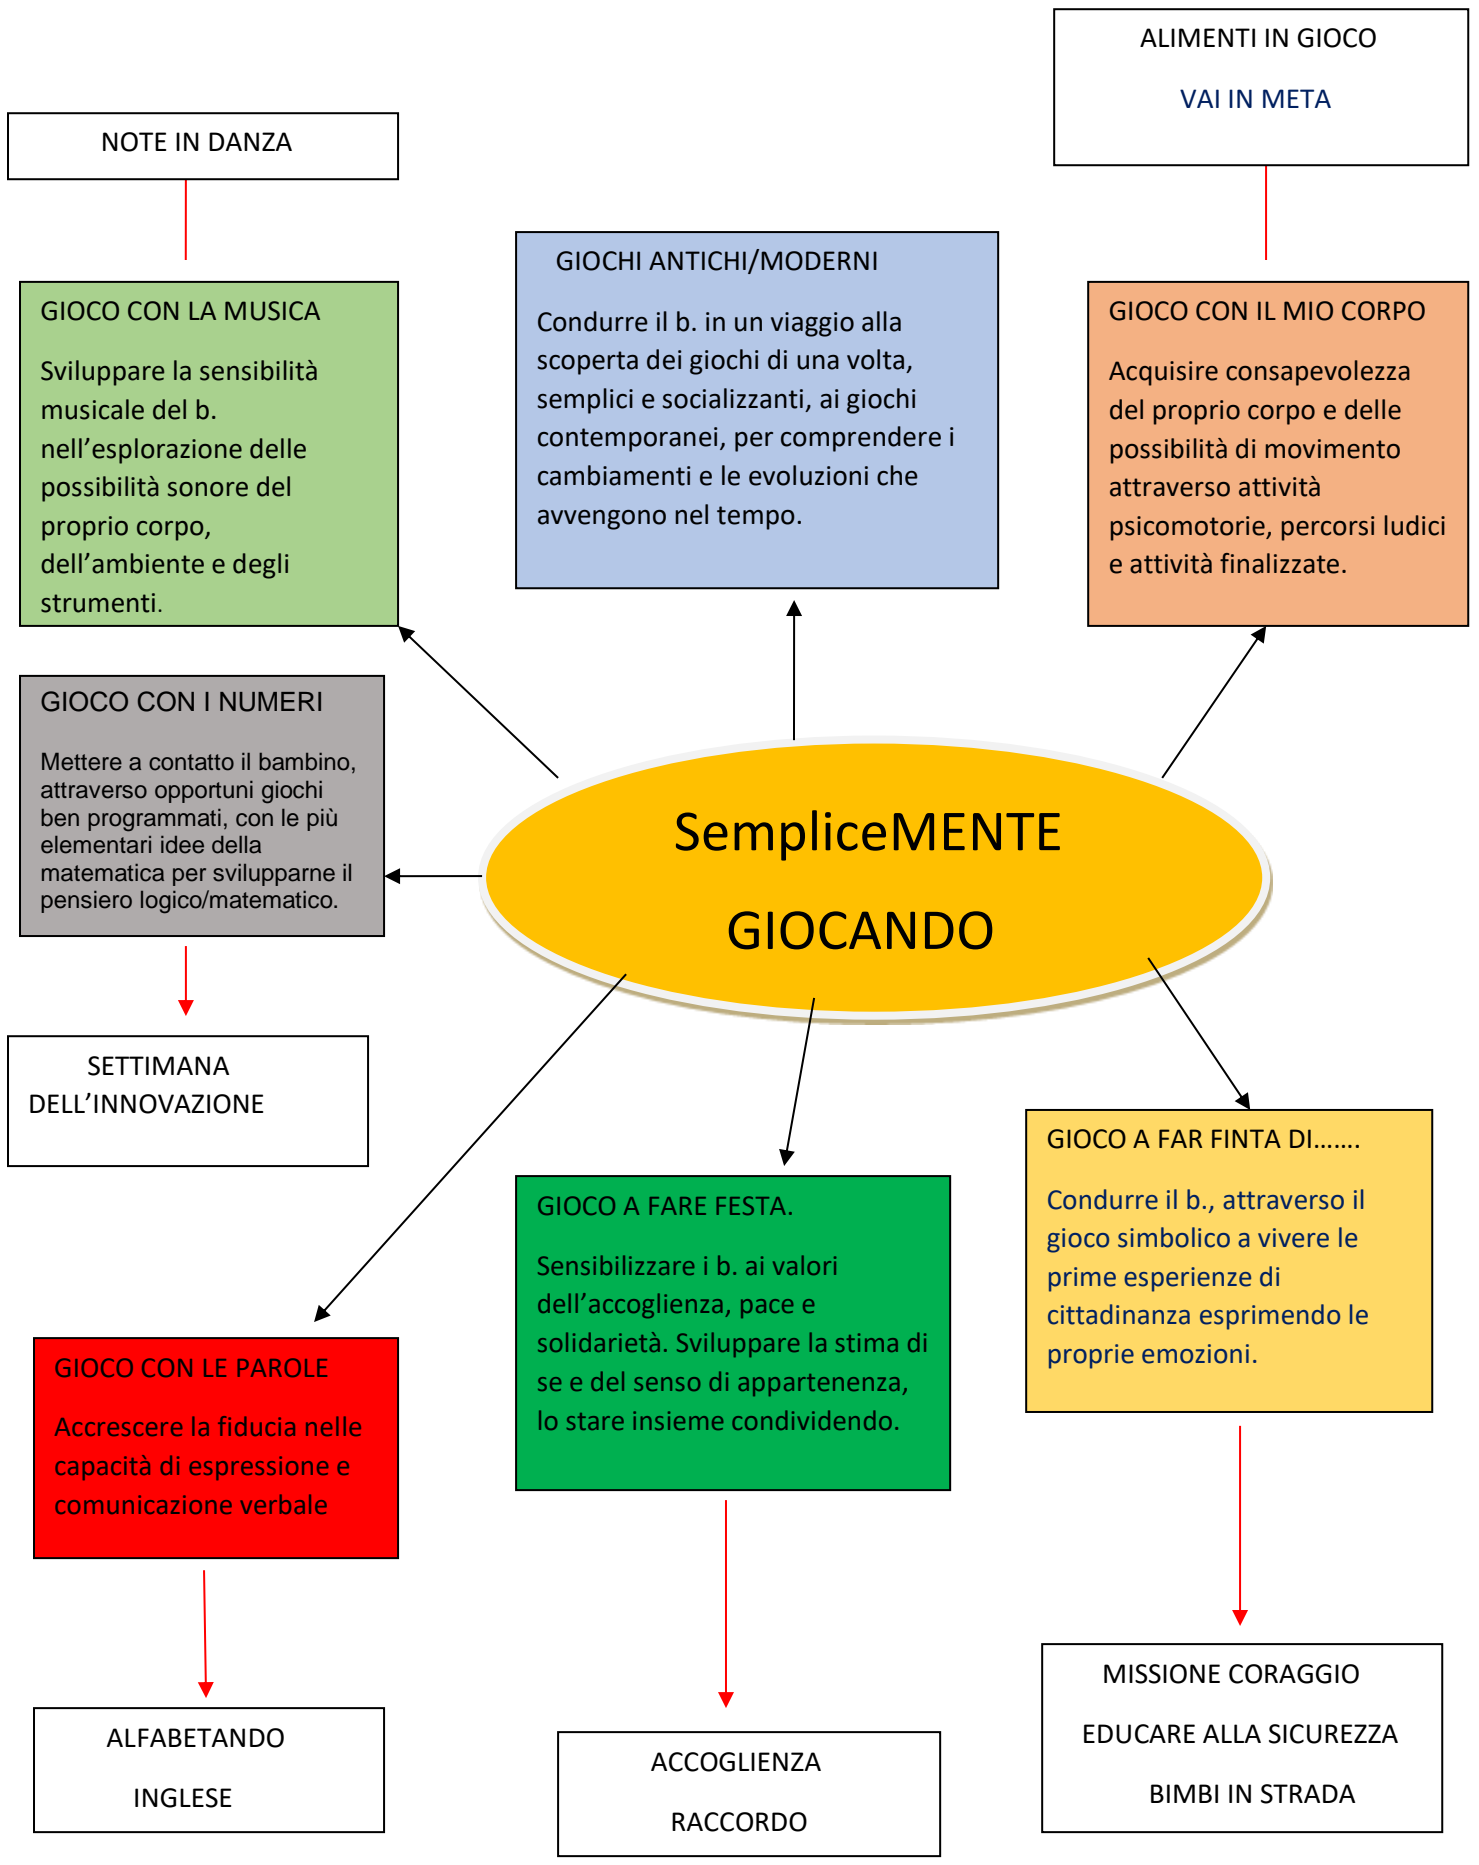 ALIMENTI IN GIOCO
VAI IN META
NOTE IN DANZA
GIOCHI ANTICHI/MODERNI
Condurre il b. in un viaggio alla
scoperta dei giochi di una volta,
semplici e socializzanti, ai giochi
contemporanei, per comprendere i
cambiamenti e le evoluzioni che
avvengono nel tempo.
GIOCO CON LA MUSICA
Sviluppare la sensibilità
musicale del b.
nell’esplorazione delle
possibilità sonore del
proprio corpo,
dell’ambiente e degli
strumenti.
GIOCO CON IL MIO CORPO
Acquisire consapevolezza
del proprio corpo e delle
possibilità di movimento
attraverso attività
psicomotorie, percorsi ludici
e attività finalizzate.
GIOCO CON I NUMERI
Mettere a contatto il bambino,
attraverso opportuni giochi
ben programmati, con le più
elementari idee della
matematica per svilupparne il
pensiero logico/matematico.
SempliceMENTE
GIOCANDO
SETTIMANA
DELL’INNOVAZIONE
GIOCO A FAR FINTA DI…….
Condurre il b., attraverso il
gioco simbolico a vivere le
prime esperienze di
cittadinanza esprimendo le
proprie emozioni.
GIOCO A FARE FESTA.
Sensibilizzare i b. ai valori
dell’accoglienza, pace e
solidarietà. Sviluppare la stima di
se e del senso di appartenenza,
lo stare insieme condividendo.
GIOCO CON LE PAROLE
Accrescere la fiducia nelle
capacità di espressione e
comunicazione verbale
ALFABETANDO
INGLESE
ACCOGLIENZA
RACCORDO
MISSIONE CORAGGIO
EDUCARE ALLA SICUREZZA
BIMBI IN STRADA